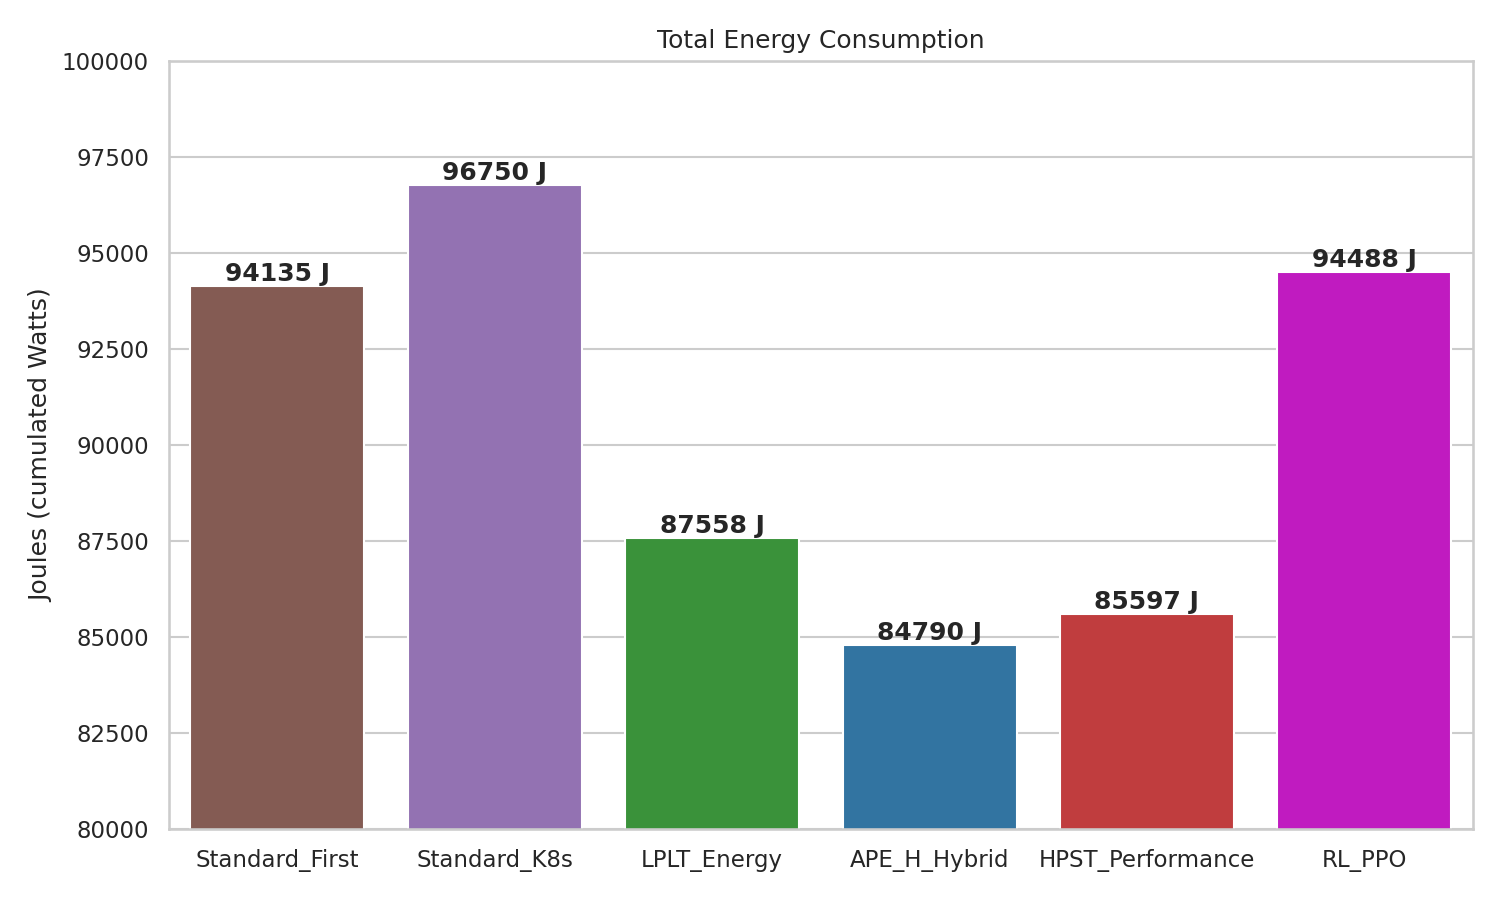 Total Energy Consumption
Joules (cumulated Watts)
100000
97500
95000
92500
90000
87500
85000
82500
80000
94135 J
96750 J
87558 J
84790 J
85597 J
94488 J
Standard_First
Standard_K8s
LPLT_Energy
APE_H_Hybrid
HPST_Performance
RL_PPO